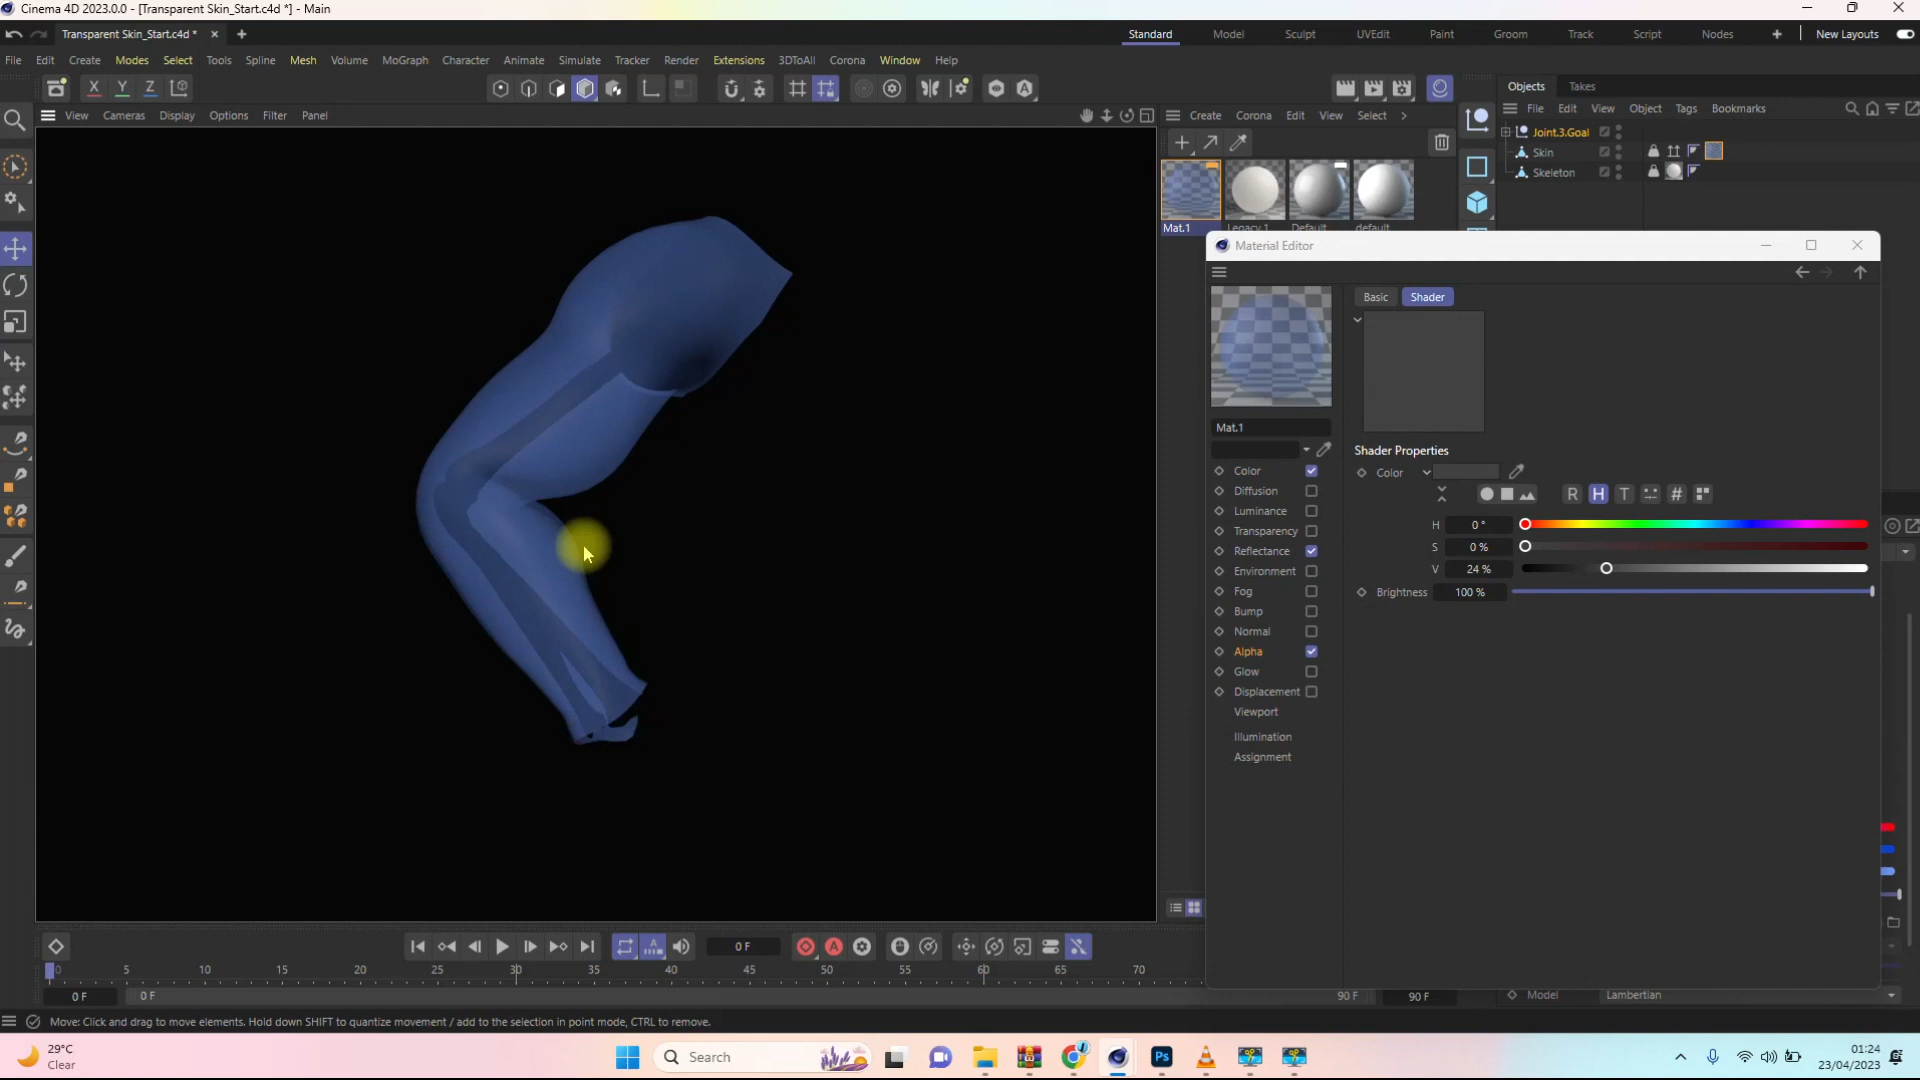 Cinema 4D 2023.0.0 - [Transparent Skin_Start.c4d *] - Main
Transparent Skin_Start.c4d *
Standard Model Sculpt UVEdit Paint Groom Track Script Nodes New Layouts
File Edit Create Modes Select Tools Spline Mesh Volume MoGraph Character Animate Simulate Tracker Render Extensions 3DToAll Corona Window Help
X Y Z
Objects Takes
View Cameras Display Options Filter Panel
Create Corona Edit View Select
File Edit View Object Tags Bookmarks
Joint.3.Goal
Skin
Skeleton
Mat.1 Legacy 1 Default default
Material Editor
Basic Shader
Mat.1
Shader Properties
Color
Color
Diffusion
R H T #
Luminance
H 0 °
Transparency
S 0 %
Reflectance
V 24 %
Environment
Brightness 100 %
Fog
Bump
Normal
Alpha
Glow
Displacement
Viewport
Illumination
Assignment
0 F
0 5 10 15 20 25 30 35 40 45 50 55 60 65 70
0 F 0 F 90 F 90 F
Model Lambertian
Move: Click and drag to move elements. Hold down SHIFT to quantize movement / add to the selection in point mode, CTRL to remove.
29°C
Clear
Search
Ps
01:24
23/04/2023